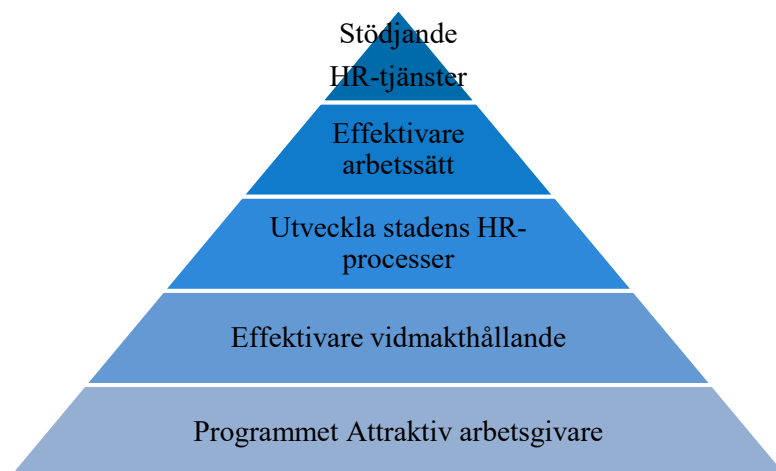 Stödjande
HR-tjänster
Effektivare
arbetssätt
Utveckla stadens HR-
processer
Effektivare vidmakthållande
Programmet Attraktiv arbetsgivare